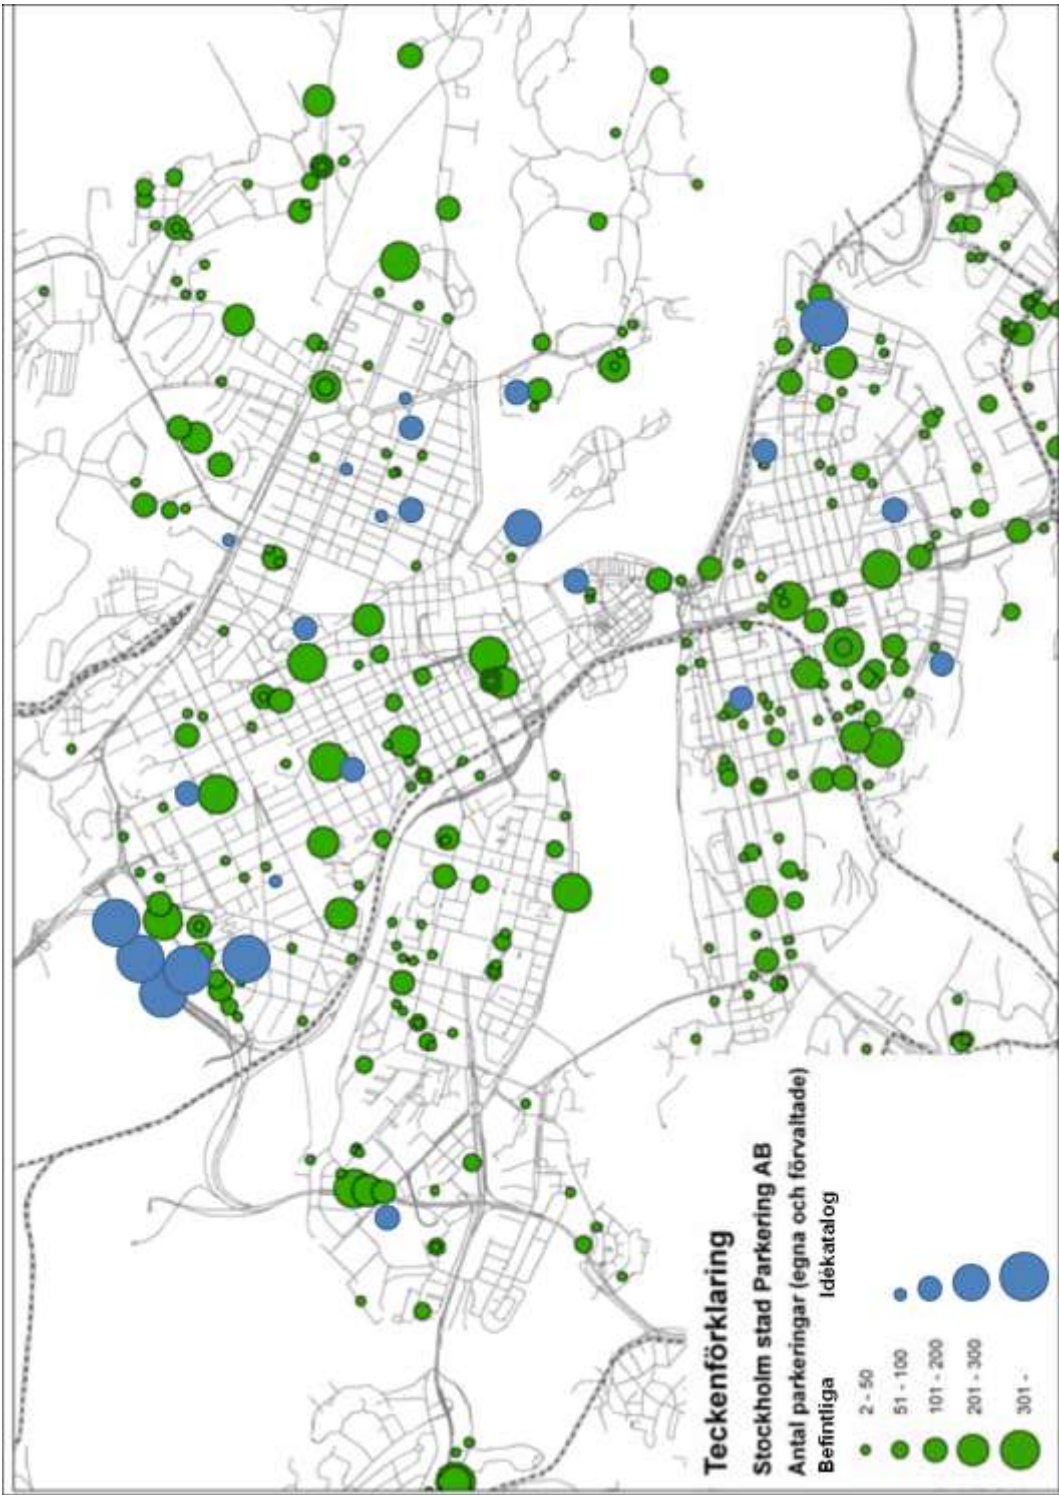 Teckenförklaring
Stockholm stad Parkering AB
Antal parkeringar (egna och förvaltade)
Befintliga Idékatalog
2 - 50
51 - 100
101 - 200
201 - 300
301 -